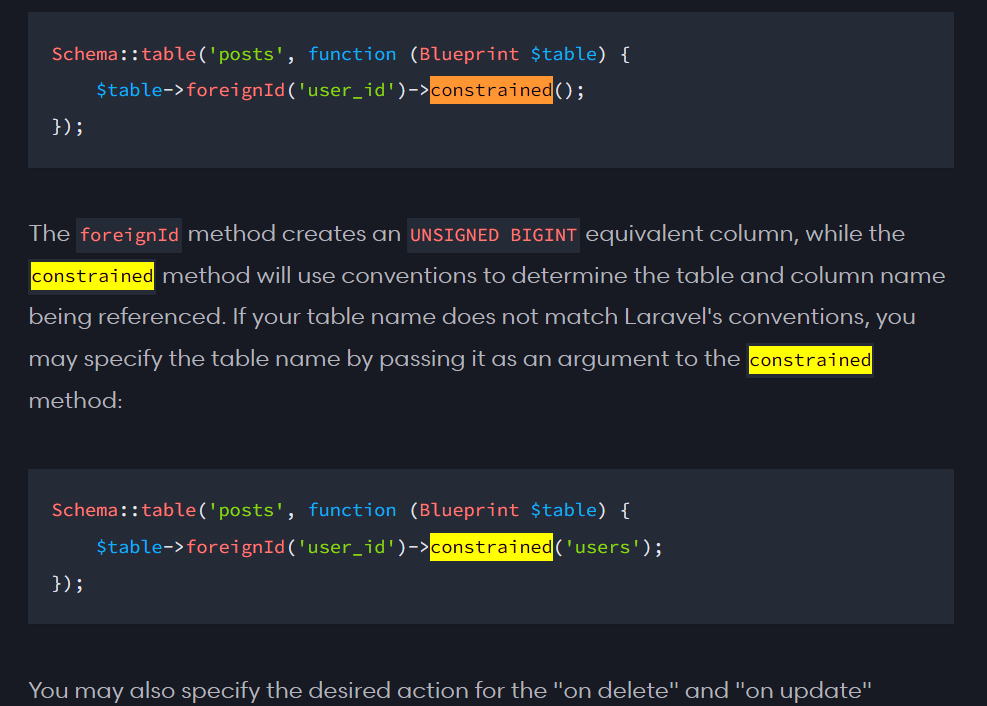 Schema::table('posts', function (Blueprint $table) {
    $table->foreignId('user_id')->constrained();
});
The foreignId method creates an UNSIGNED BIGINT equivalent column, while the
constrained method will use conventions to determine the table and column name
being referenced. If your table name does not match Laravel's conventions, you
may specify the table name by passing it as an argument to the constrained
method:
Schema::table('posts', function (Blueprint $table) {
    $table->foreignId('user_id')->constrained('users');
});
You may also specify the desired action for the "on delete" and "on update"